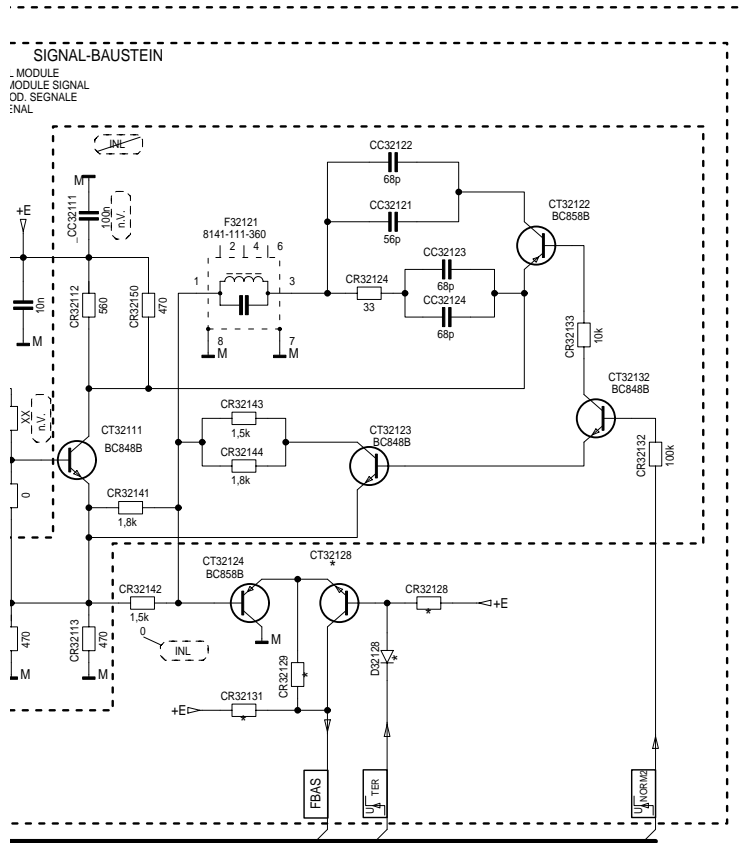 SIGNAL-BAUSTEIN
L MODULE
MODULE SIGNAL
OD. SEGNALE
ENAL
INL
M
CC32111
100n
n.V.
+E
10n
M
CR32112
560
CR32150
470
F32121
8141-111-360
2 4 6
1
3
8
M
7
M
CC32122
68p
CC32121
56p
CR32124
33
CC32123
68p
CC32124
68p
CT32122
BC858B
CR32133
10k
CT32132
BC848B
CR32132
100k
XX
n.V.
0
CT32111
BC848B
CR32143
1,5k
CR32144
1,8k
CT32123
BC848B
CR32141
1,8k
CR32142
1,5k
0
INL
470
M
CR32113
470
M
CT32124
BC858B
M
CT32128
*
CR32128
*
+E
CR32129
*
D32128
*
+E
CR32131
*
FBAS
U TER
U NORM2